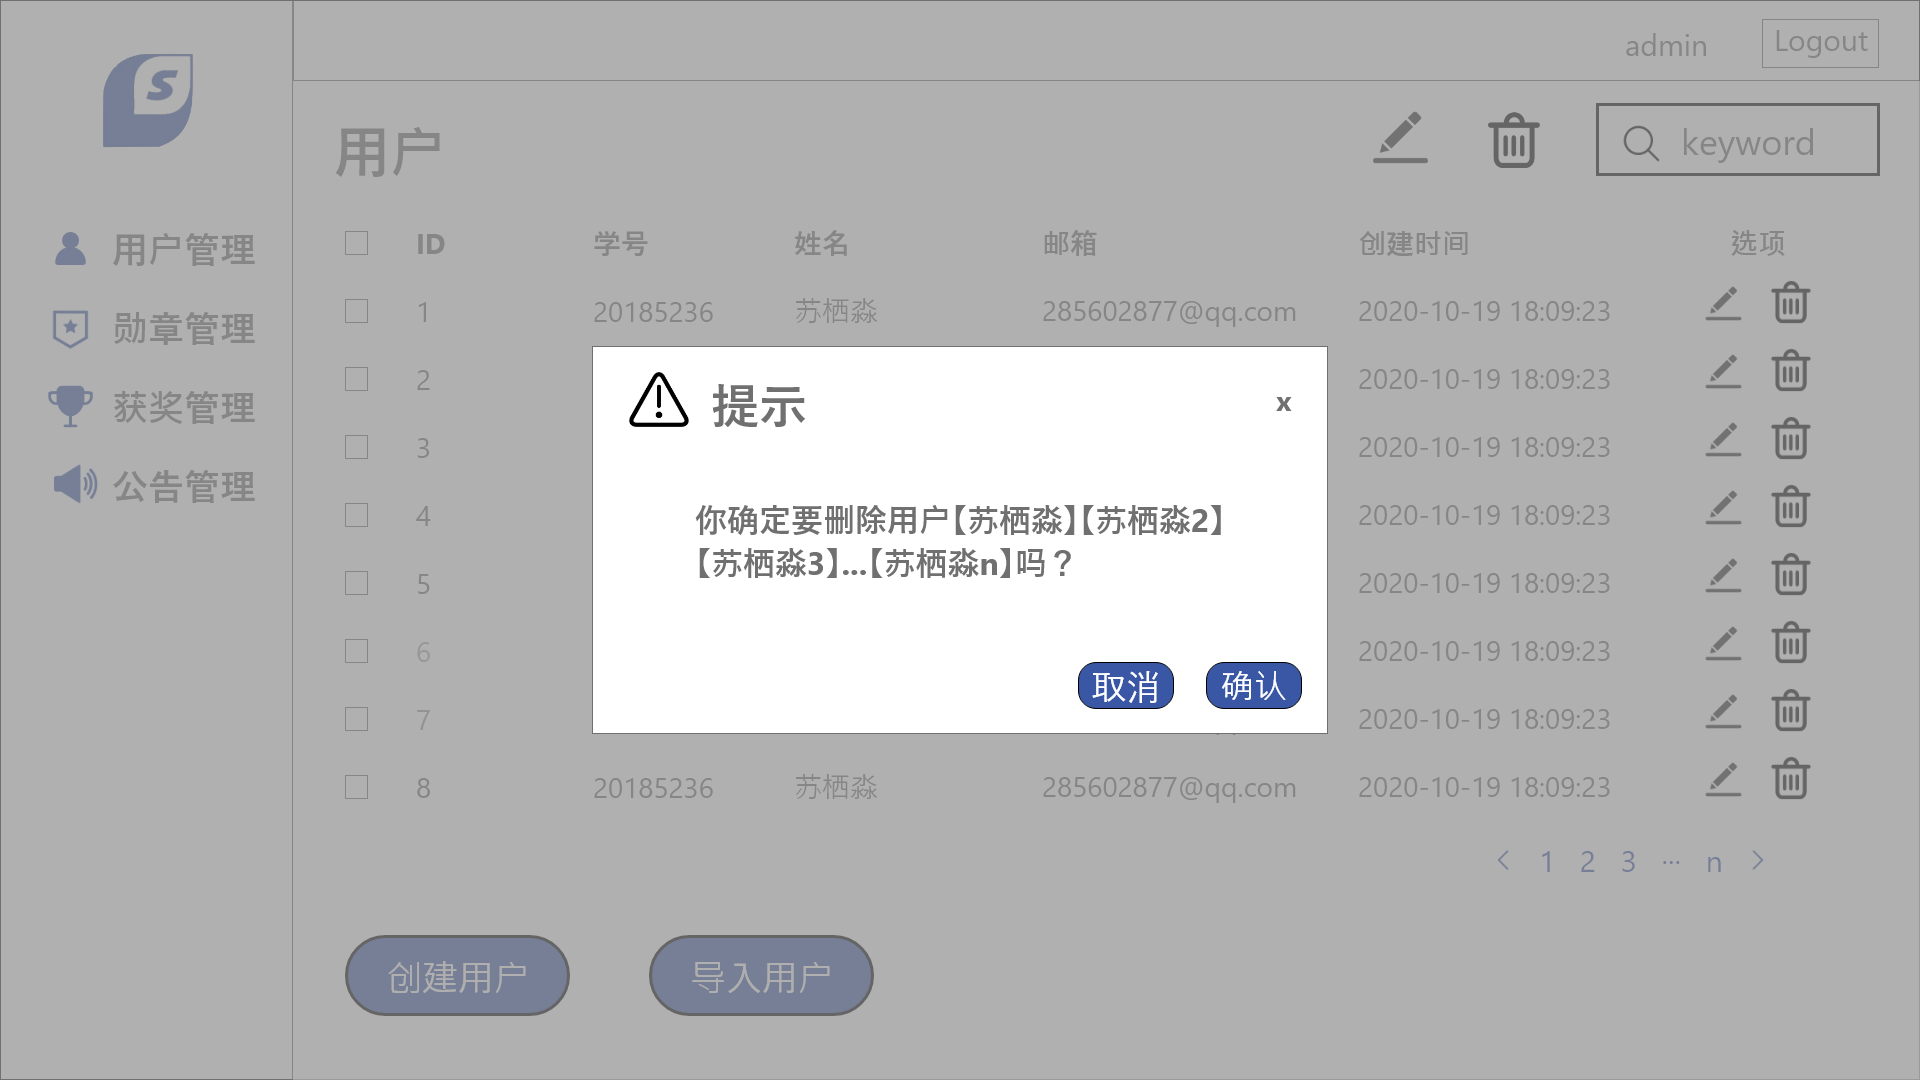 S
admin
Logout
用户
keyword
用户管理
勋章管理
获奖管理
公告管理
ID 学号 姓名 邮箱 创建时间 选项
1 20185236 苏栖淼 285602877@qq.com 2020-10-19 18:09:23
2 2020-10-19 18:09:23
3 2020-10-19 18:09:23
4 2020-10-19 18:09:23
5 2020-10-19 18:09:23
6 2020-10-19 18:09:23
7 2020-10-19 18:09:23
8 20185236 苏栖淼 285602877@qq.com 2020-10-19 18:09:23
提示
x
你确定要删除用户【苏栖淼】【苏栖淼2】
【苏栖淼3】...【苏栖淼n】吗？
取消 确认
< 1 2 3 ... n >
创建用户 导入用户